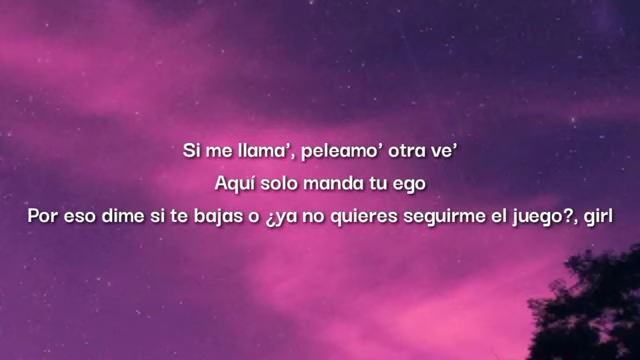 Si me llama’, peleamo’ otra ve’
Aquí solo manda tu ego
Por eso dime si te bajas o ¿ya no quieres seguirme el juego?, girl